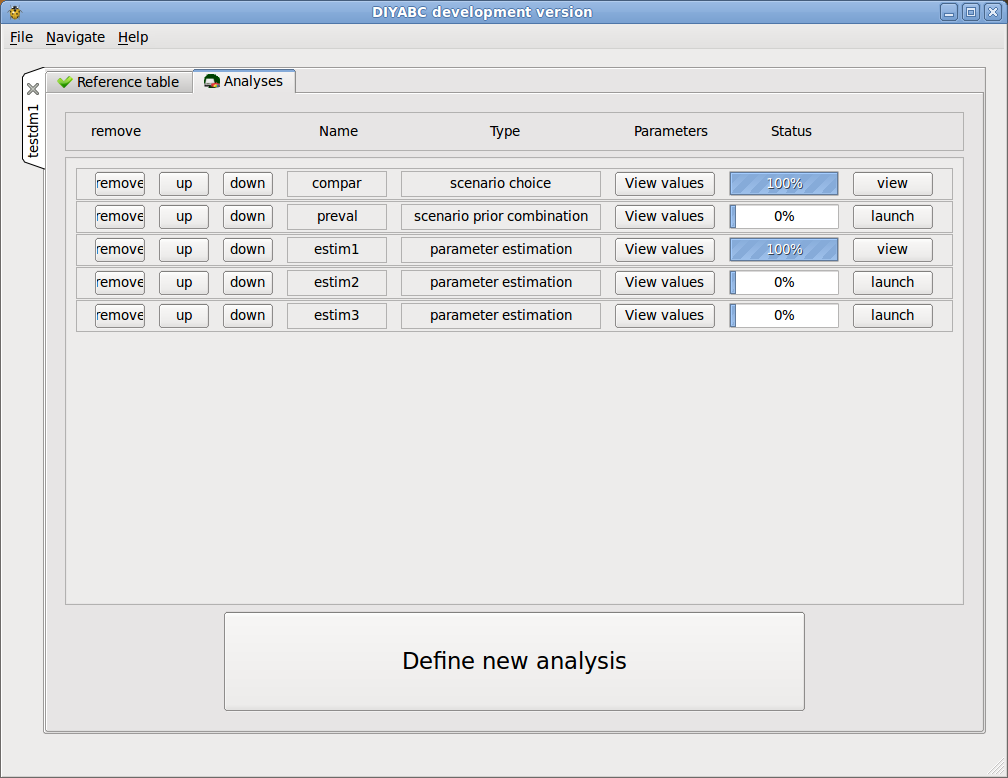 DIYABC development version
File Navigate Help
testdm1
Reference table Analyses
remove Name Type Parameters Status
remove up down compar scenario choice View values 100% view
remove up down preval scenario prior combination View values 0% launch
remove up down estim1 parameter estimation View values 100% view
remove up down estim2 parameter estimation View values 0% launch
remove up down estim3 parameter estimation View values 0% launch
Define new analysis